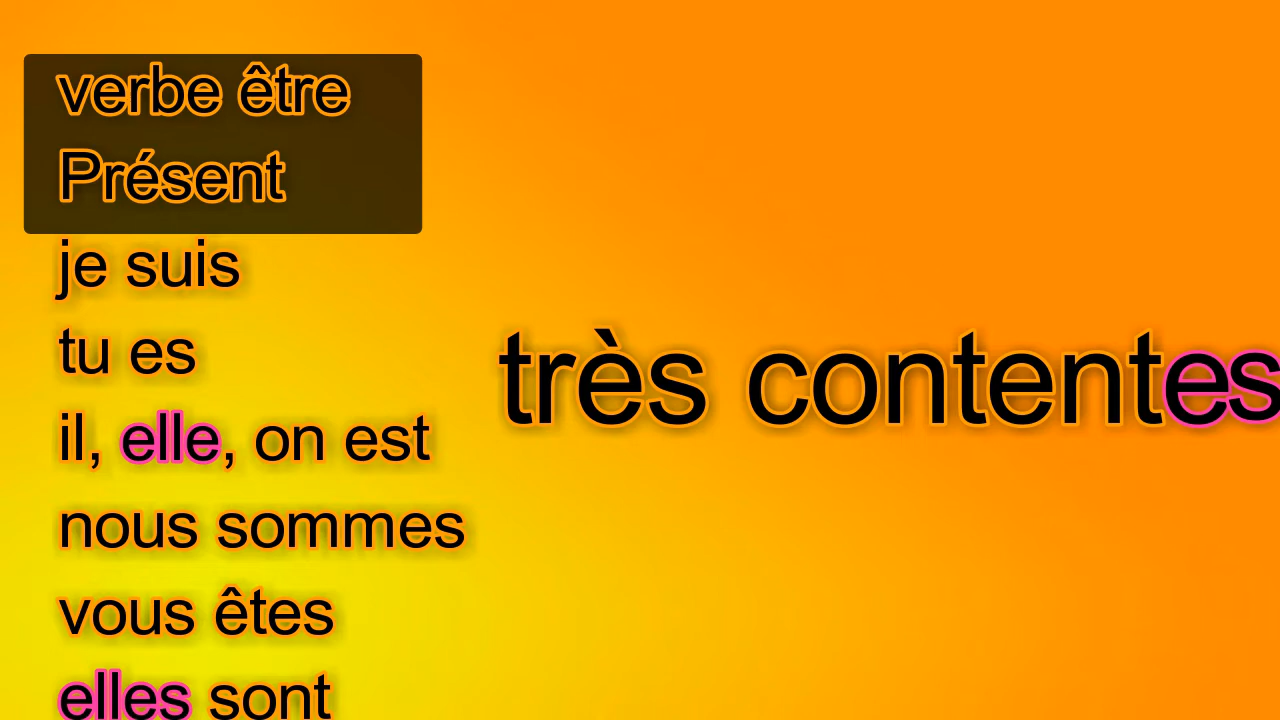 verbe être
Présent
je suis
tu es
il, elle, on est
nous sommes
vous êtes
elles sont
très contentes